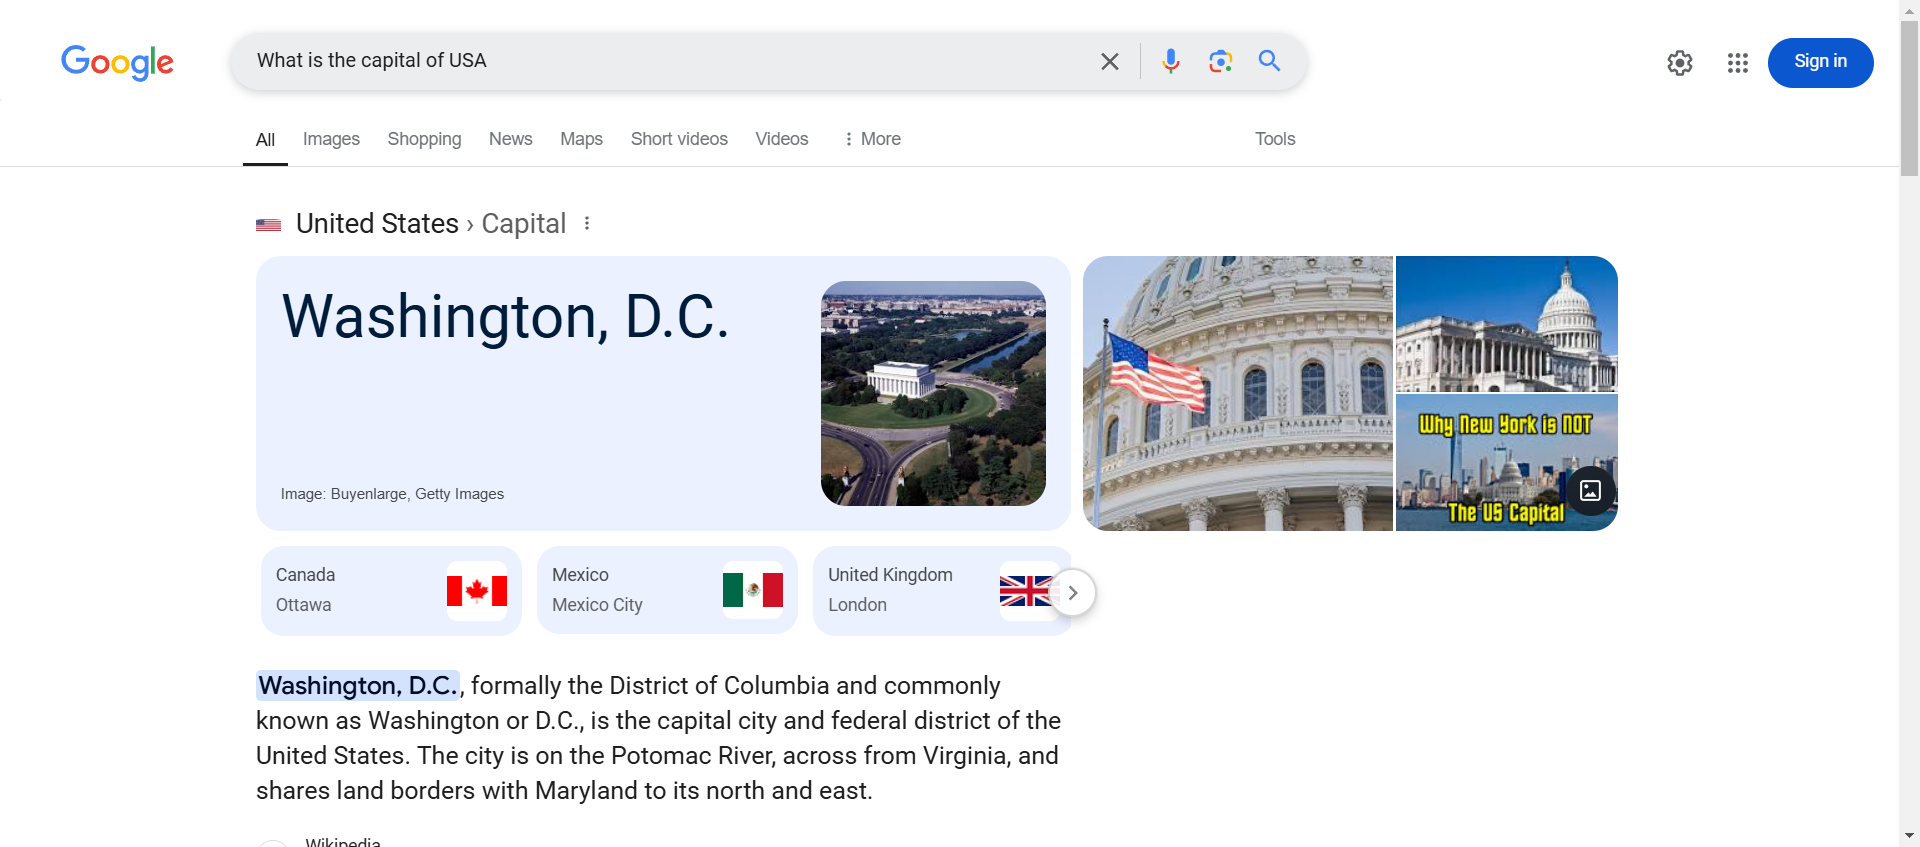 Google
What is the capital of USA
Sign in
All
Images
Shopping
News
Maps
Short videos
Videos
More
Tools
United States › Capital
Washington, D.C.
Image: Buyenlarge, Getty Images
Why New York is NOT
The US Capital
Canada
Ottawa
Mexico
Mexico City
United Kingdom
London
Washington, D.C., formally the District of Columbia and commonly
known as Washington or D.C., is the capital city and federal district of the
United States. The city is on the Potomac River, across from Virginia, and
shares land borders with Maryland to its north and east.
Wikipedia